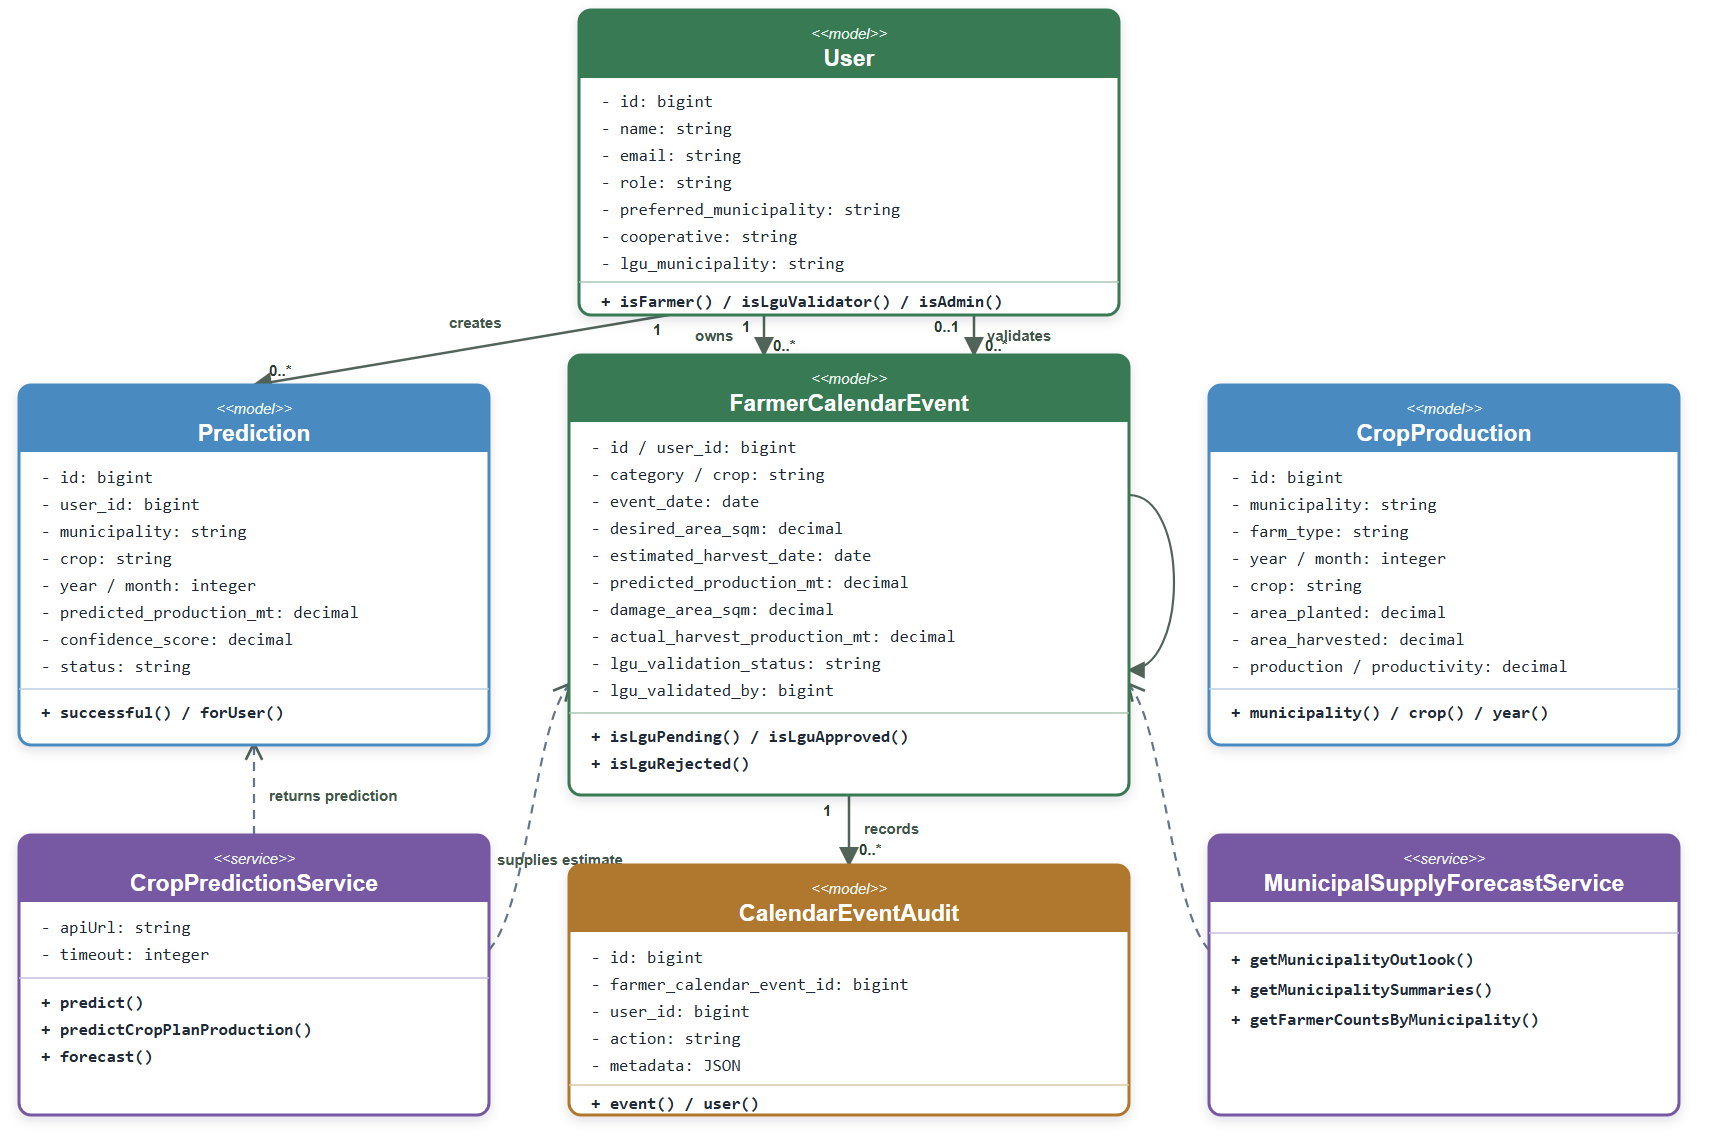 <<model>>
User
- id: bigint
- name: string
- email: string
- role: string
- preferred_municipality: string
- cooperative: string
- lgu_municipality: string
+ isFarmer() / isLguValidator() / isAdmin()
creates
1
0..*
1
owns
0..*
0..1
validates
0..*
<<model>>
Prediction
- id: bigint
- user_id: bigint
- municipality: string
- crop: string
- year / month: integer
- predicted_production_mt: decimal
- confidence_score: decimal
- status: string
+ successful() / forUser()
<<model>>
FarmerCalendarEvent
- id / user_id: bigint
- category / crop: string
- event_date: date
- desired_area_sqm: decimal
- estimated_harvest_date: date
- predicted_production_mt: decimal
- damage_area_sqm: decimal
- actual_harvest_production_mt: decimal
- lgu_validation_status: string
- lgu_validated_by: bigint
+ isLguPending() / isLguApproved()
+ isLguRejected()
<<model>>
CropProduction
- id: bigint
- municipality: string
- farm_type: string
- year / month: integer
- crop: string
- area_planted: decimal
- area_harvested: decimal
- production / productivity: decimal
+ municipality() / crop() / year()
returns prediction
supplies estimate
1
records
0..*
<<service>>
CropPredictionService
- apiUrl: string
- timeout: integer
+ predict()
+ predictCropPlanProduction()
+ forecast()
<<model>>
CalendarEventAudit
- id: bigint
- farmer_calendar_event_id: bigint
- user_id: bigint
- action: string
- metadata: JSON
+ event() / user()
<<service>>
MunicipalSupplyForecastService
+ getMunicipalityOutlook()
+ getMunicipalitySummaries()
+ getFarmerCountsByMunicipality()